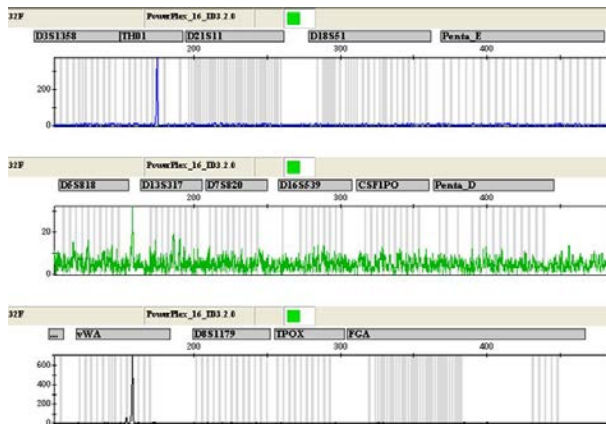 32F PowerPlex_16_ID3.2.0
D3S1358 TH01 D21S11 D18S51 Penta_E
200 300 400
200
0
32F PowerPlex_16_ID3.2.0
D5S818 D13S317 D7S820 D16S539 CSF1PO Penta_D
200 300 400
20
0
32F PowerPlex_16_ID3.2.0
... vWA D8S1179 TPOX FGA
200 300 400
600
400
200
0